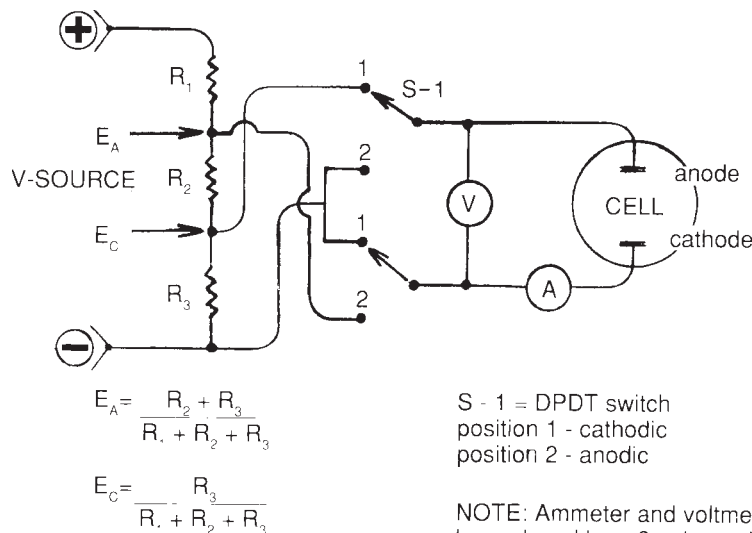 +
R1
1
S-1
EA
V-SOURCE
R2
2
anode
V
CELL
EC
1
cathode
R3
2
A
−
EA= R2 + R3
R1 + R2 + R3
S - 1 = DPDT switch
position 1 - cathodic
position 2 - anodic
EC= R3
R1 + R2 + R3
NOTE: Ammeter and voltme